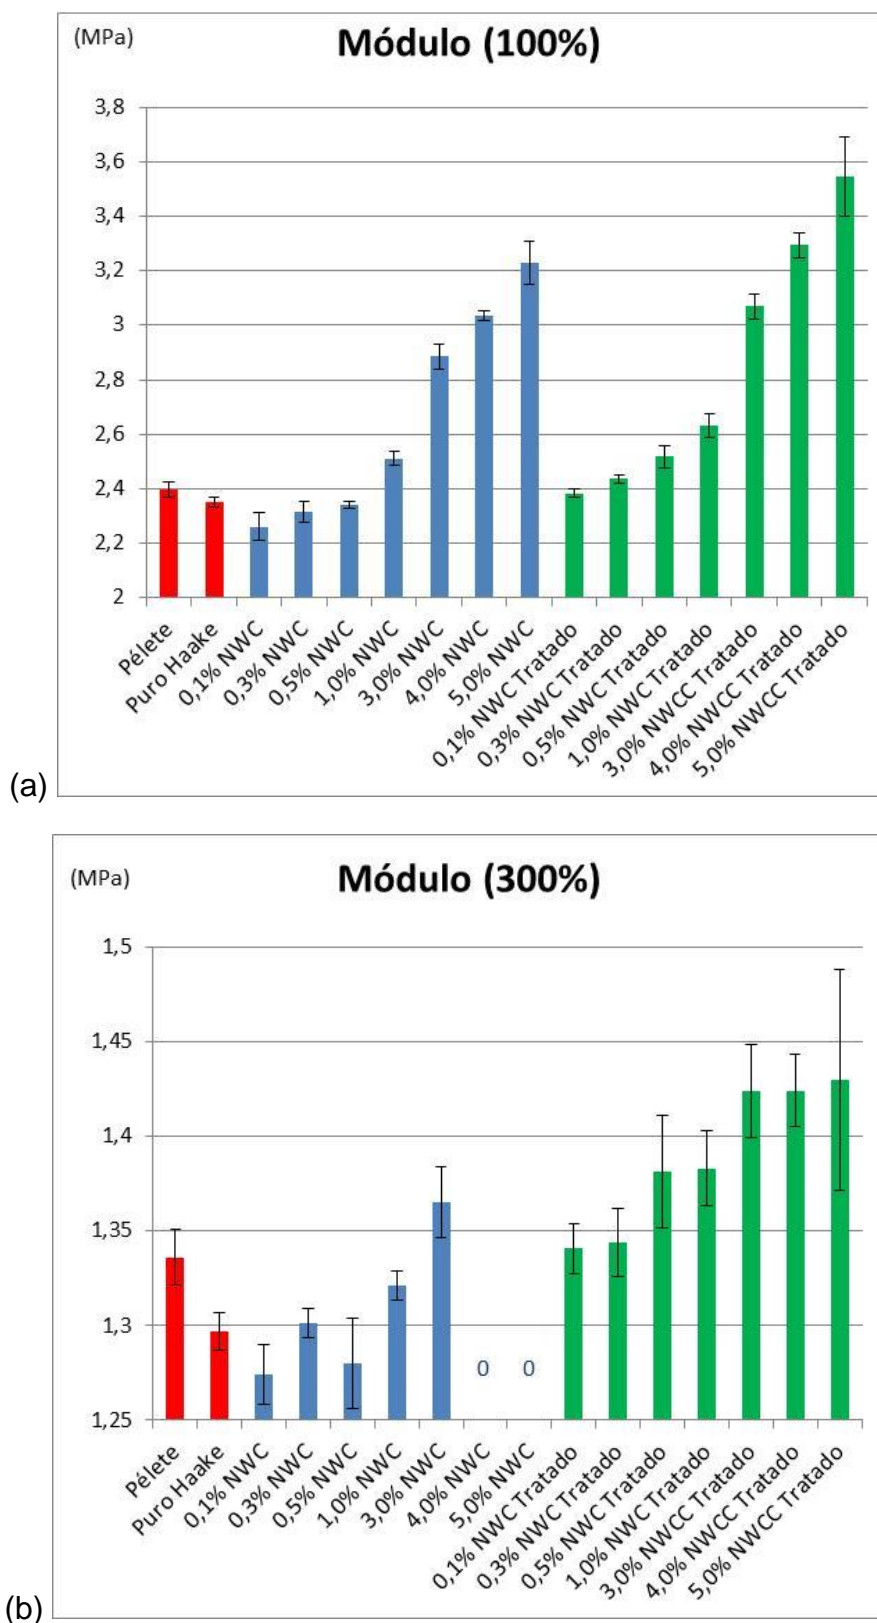 (MPa)
Módulo (100%)
3,8
3,6
3,4
3,2
3
2,8
2,6
2,4
2,2
2
Pélete
Puro Haake
0,1% NWC
0,3% NWC
0,5% NWC
1,0% NWC
3,0% NWC
4,0% NWC
5,0% NWC
0,1% NWC Tratado
0,3% NWC Tratado
0,5% NWC Tratado
1,0% NWC Tratado
3,0% NWCC Tratado
4,0% NWCC Tratado
5,0% NWCC Tratado
(a)
(MPa)
Módulo (300%)
1,5
1,45
1,4
1,35
1,3
1,25
0 0
Pélete
Puro Haake
0,1% NWC
0,3% NWC
0,5% NWC
1,0% NWC
3,0% NWC
4,0% NWC
5,0% NWC
0,1% NWC Tratado
0,3% NWC Tratado
0,5% NWC Tratado
1,0% NWC Tratado
3,0% NWCC Tratado
4,0% NWCC Tratado
5,0% NWCC Tratado
(b)